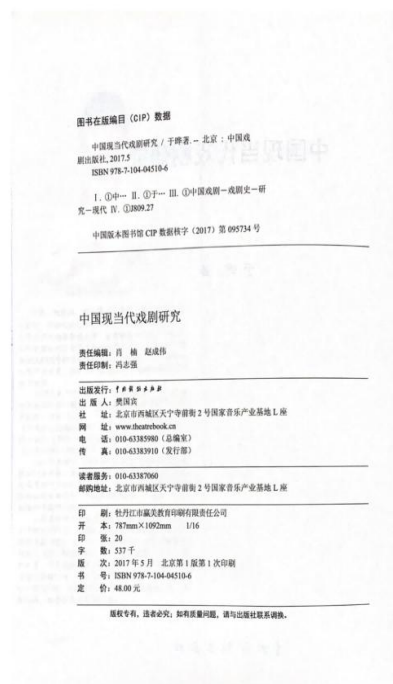 图书在版编目（CIP）数据
中国现当代戏剧研究 / 于晔著. -- 北京：中国戏
剧出版社, 2017.5
ISBN 978-7-104-04510-6
Ⅰ. ①中… Ⅱ. ①于… Ⅲ. ①中国戏剧－戏剧史－研
究－现代 Ⅳ. ①J809.27
中国版本图书馆 CIP 数据核字（2017）第 095734 号
中国现当代戏剧研究
责任编辑：肖 楠 赵成伟
责任印制：冯志强
出版发行：中国戏剧出版社
出 版 人：樊国宾
社 址：北京市西城区天宁寺前街 2 号国家音乐产业基地 L 座
网 址：www.theatrebook.cn
电 话：010-63385980（总编室）
传 真：010-63383910（发行部）
读者服务：010-63387060
邮购地址：北京市西城区天宁寺前街 2 号国家音乐产业基地 L 座
印 刷：牡丹江市赢美教育印刷有限责任公司
开 本：787mm×1092mm 1/16
印 张：20
字 数：537千
版 次：2017 年 5 月 北京第 1 版第 1 次印刷
书 号：ISBN 978-7-104-04510-6
定 价：48.00元
版权专有，违者必究；如有质量问题，请与出版社联系调换。